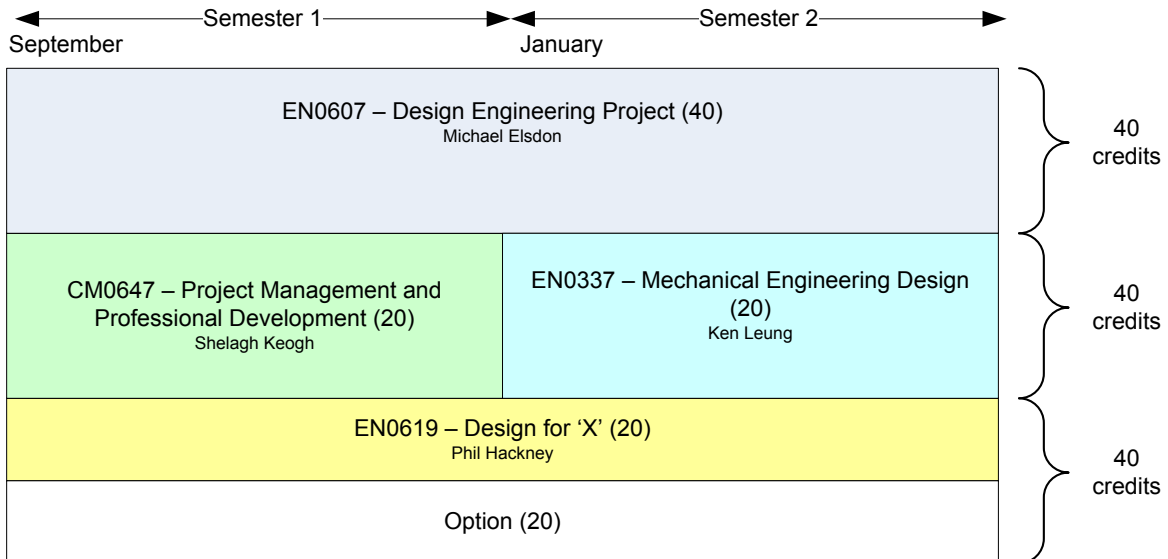 Semester 1
Semester 2
September
January
EN0607 – Design Engineering Project (40)
Michael Elsdon
40
credits
CM0647 – Project Management and
Professional Development (20)
Shelagh Keogh
EN0337 – Mechanical Engineering Design
(20)
Ken Leung
40
credits
EN0619 – Design for ‘X’ (20)
Phil Hackney
Option (20)
40
credits